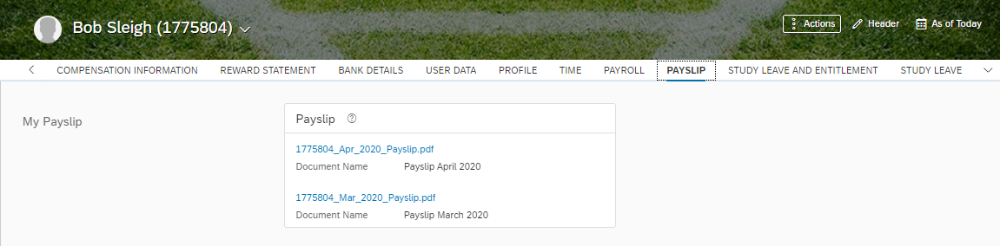 Bob Sleigh (1775804)
Actions
Header
As of Today
COMPENSATION INFORMATION
REWARD STATEMENT
BANK DETAILS
USER DATA
PROFILE
TIME
PAYROLL
PAYSLIP
STUDY LEAVE AND ENTITLEMENT
STUDY LEAVE
My Payslip
Payslip ?
1775804_Apr_2020_Payslip.pdf
Document Name Payslip April 2020
1775804_Mar_2020_Payslip.pdf
Document Name Payslip March 2020